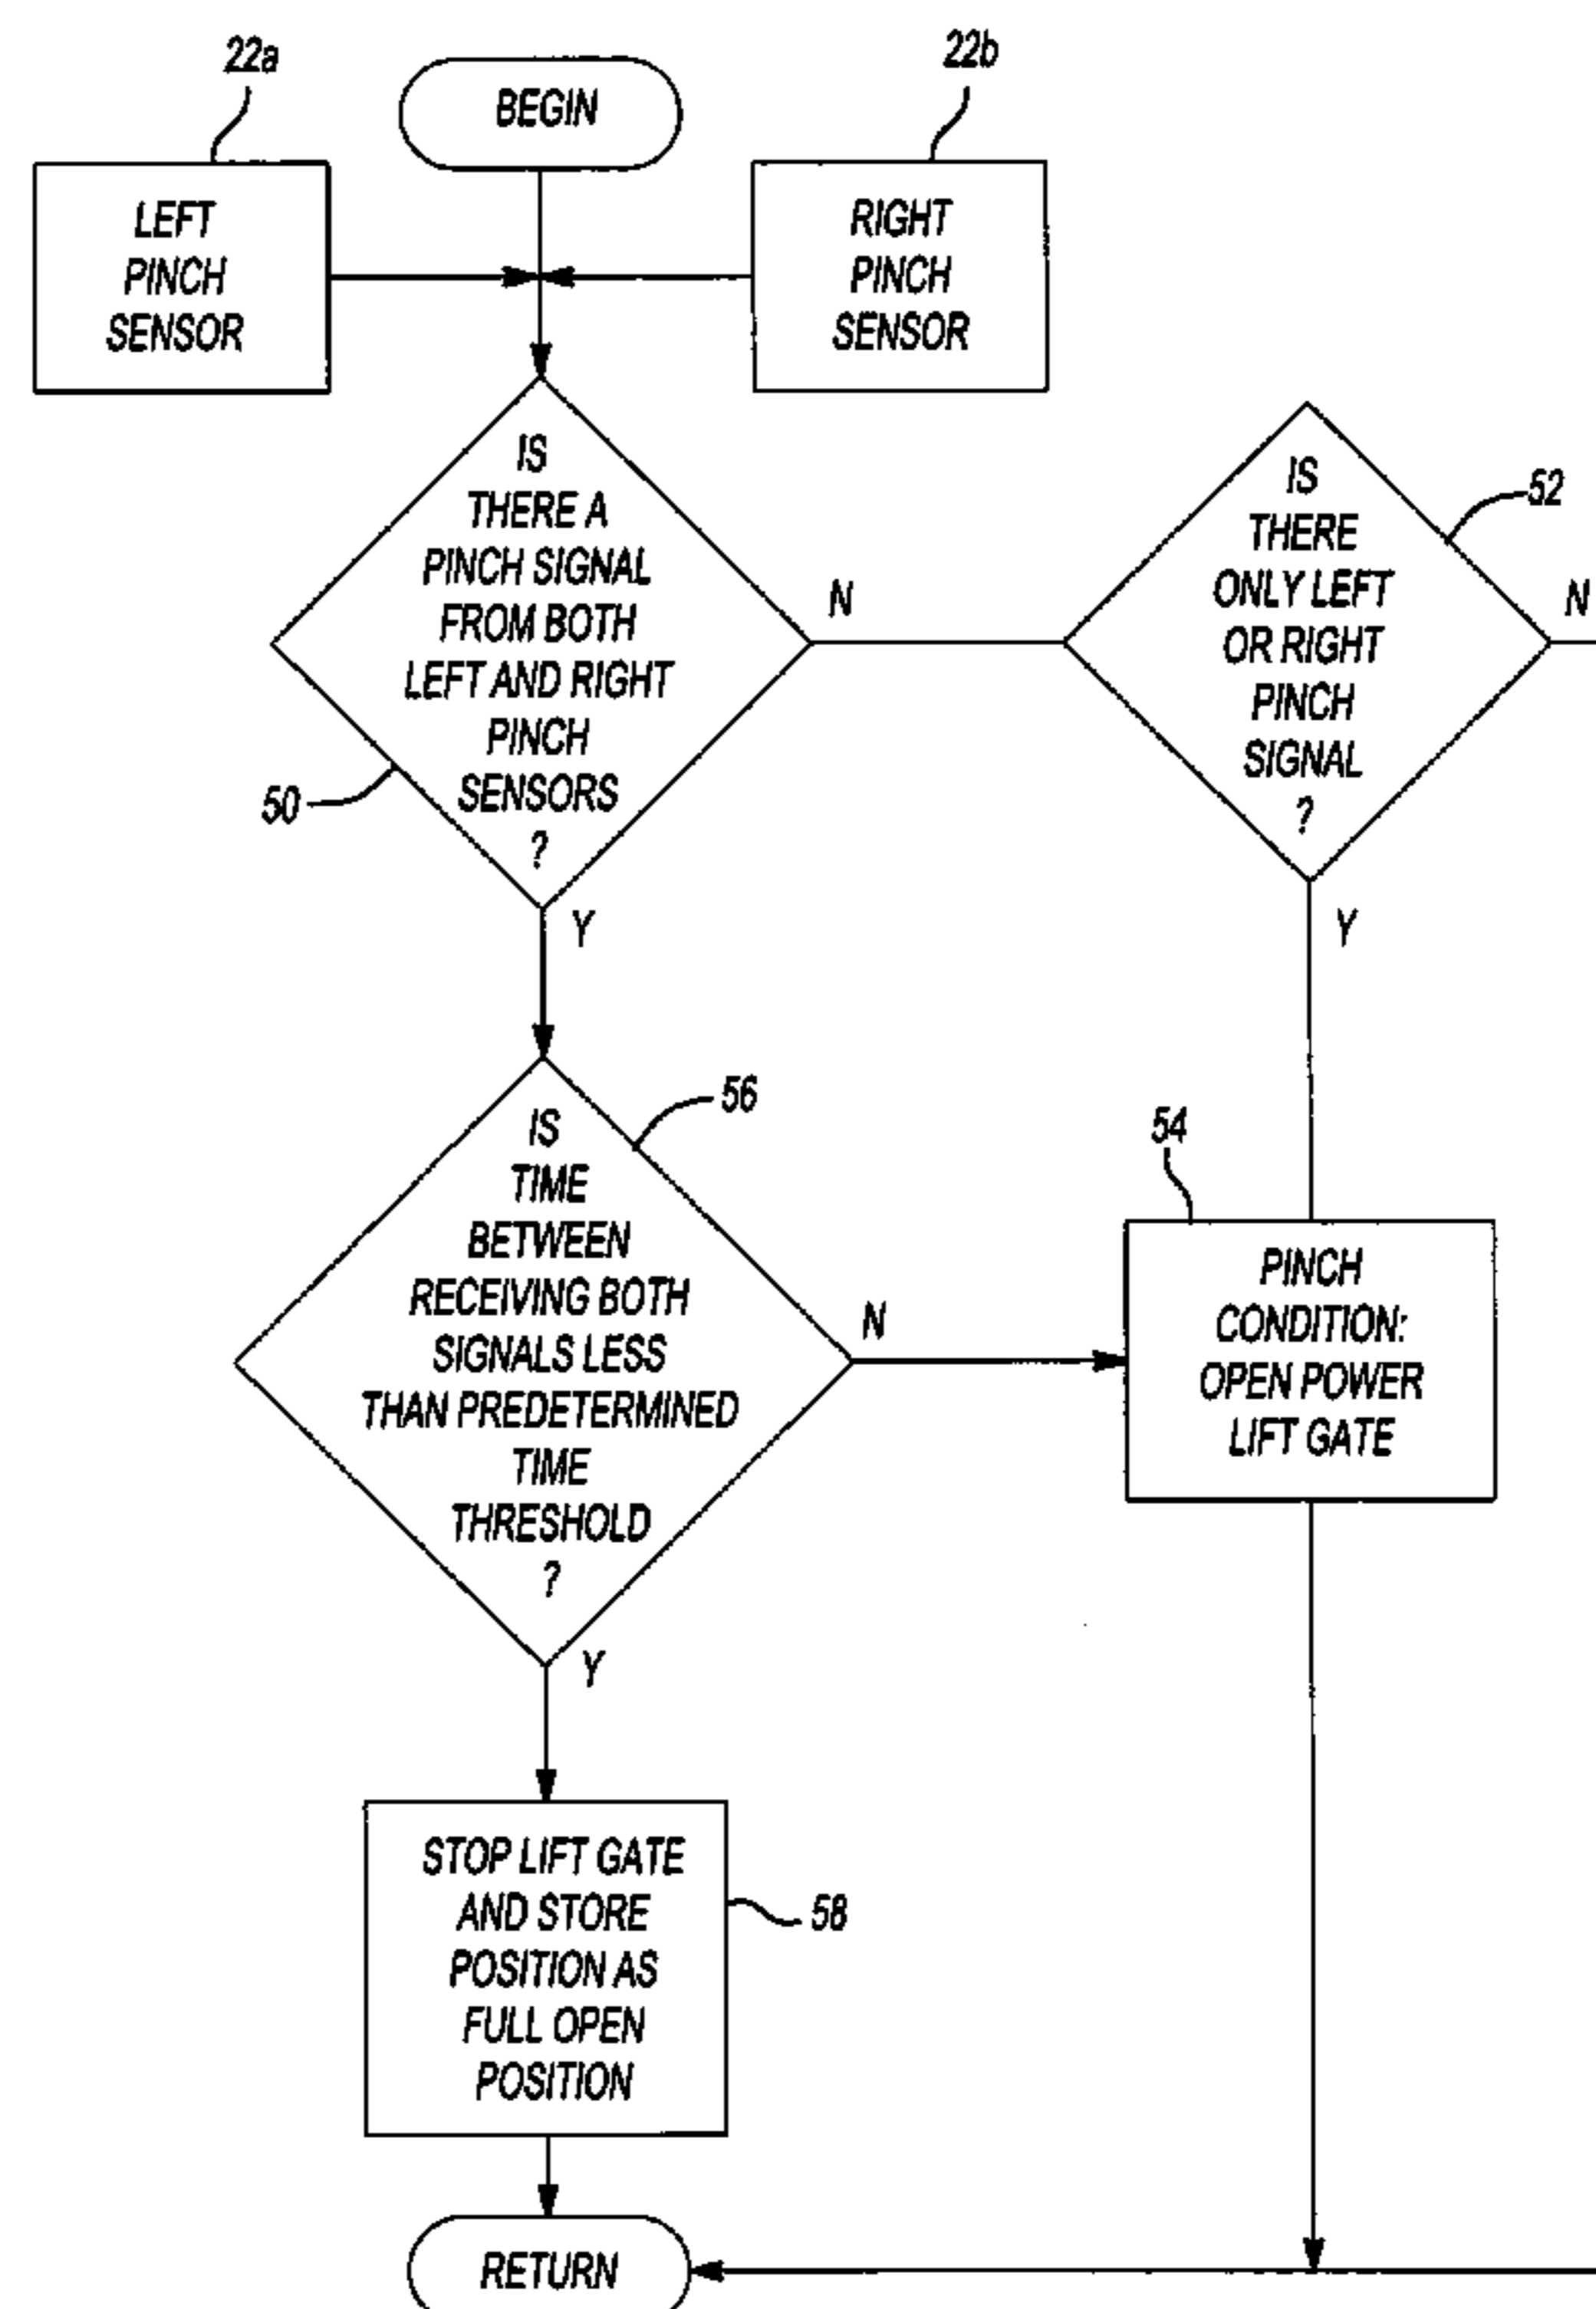 22a
BEGIN
22b
LEFT
PINCH
SENSOR
RIGHT
PINCH
SENSOR
IS
THERE A
PINCH SIGNAL
FROM BOTH
LEFT AND RIGHT
PINCH
SENSORS
?
50
N
Y
IS
THERE
ONLY LEFT
OR RIGHT
PINCH
SIGNAL
?
52
N
Y
IS
TIME
BETWEEN
RECEIVING BOTH
SIGNALS LESS
THAN PREDETERMINED
TIME
THRESHOLD
?
56
N
Y
54
PINCH
CONDITION:
OPEN POWER
LIFT GATE
STOP LIFT GATE
AND STORE
POSITION AS
FULL OPEN
POSITION
58
RETURN